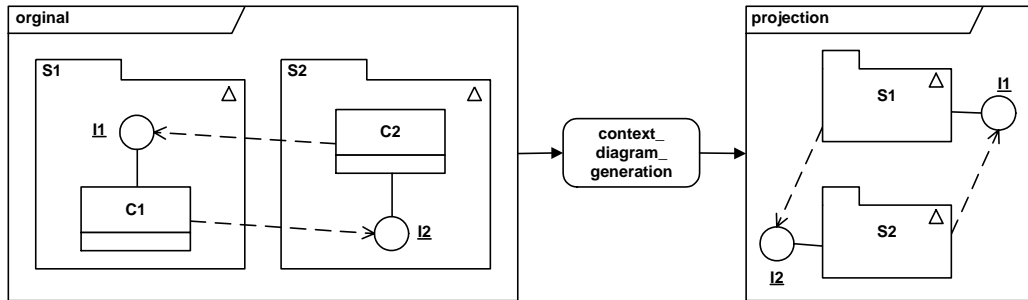 orginal
S1
I1
C1
S2
C2
I2
context_
diagram_
generation
projection
S1
I1
S2
I2